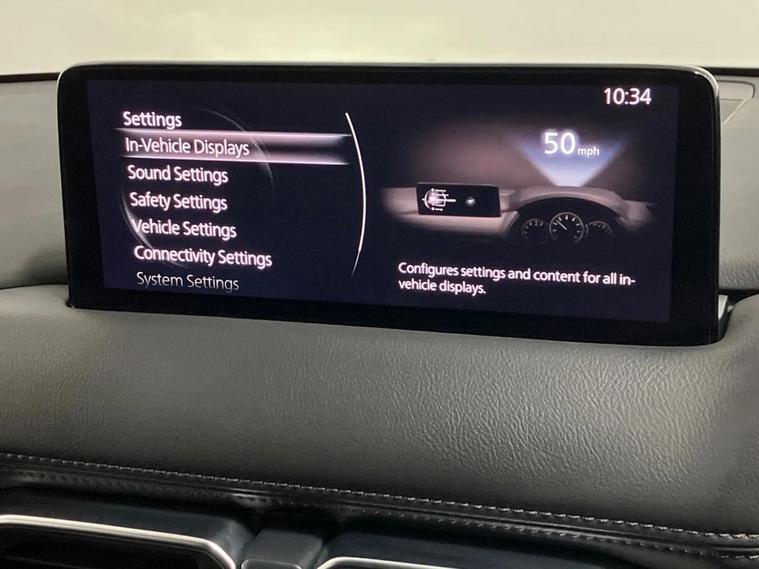 10:34
Settings
In-Vehicle Displays
Sound Settings
Safety Settings
Vehicle Settings
Connectivity Settings
System Settings
50 mph
Configures settings and content for all in-
vehicle displays.